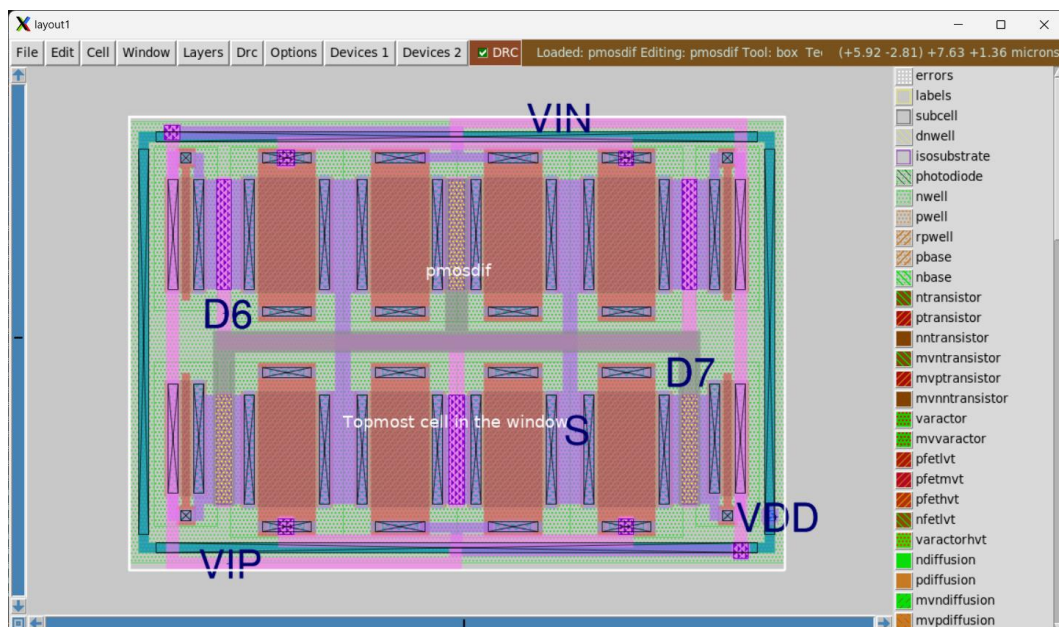 layout1
File Edit Cell Window Layers Drc Options Devices 1 Devices 2 DRC Loaded: pmosdif Editing: pmosdif Tool: box (+5.92 -2.81) +7.63 +1.36 microns
errors
labels
subcell
dnwell
isosubstrate
photodiode
nwell
pwell
rpwell
pbase
nbase
ntransistor
ptransistor
nntransistor
mvntransistor
mvptransistor
mvnntransistor
varactor
mvvaractor
pfetlvt
pfetmvt
pfethvt
nfetlvt
varactorhvt
ndiffusion
pdiffusion
mvndiffusion
mvpdiffusion
VIN
pmosdif
D6
D7
Topmost cell in the window
S
VDD
VIP